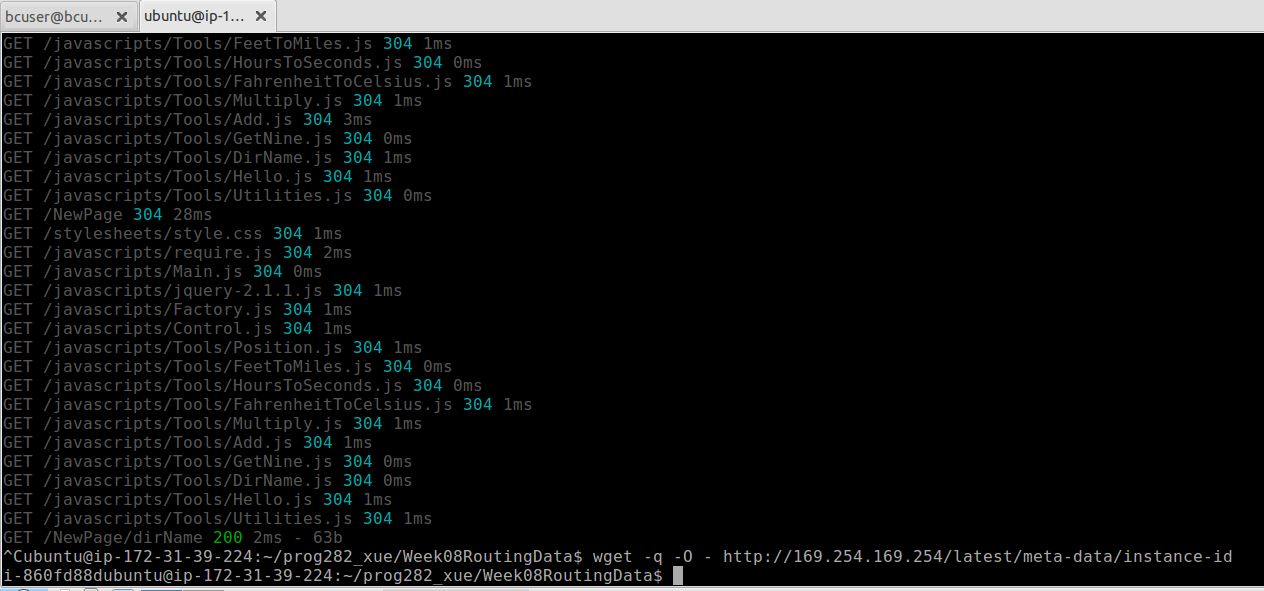 bcuser@bcu... ✕ ubuntu@ip-1... ✕
GET /javascripts/Tools/FeetToMiles.js 304 1ms
GET /javascripts/Tools/HoursToSeconds.js 304 0ms
GET /javascripts/Tools/FahrenheitToCelsius.js 304 1ms
GET /javascripts/Tools/Multiply.js 304 1ms
GET /javascripts/Tools/Add.js 304 3ms
GET /javascripts/Tools/GetNine.js 304 0ms
GET /javascripts/Tools/DirName.js 304 1ms
GET /javascripts/Tools/Hello.js 304 1ms
GET /javascripts/Tools/Utilities.js 304 0ms
GET /NewPage 304 28ms
GET /stylesheets/style.css 304 1ms
GET /javascripts/require.js 304 2ms
GET /javascripts/Main.js 304 0ms
GET /javascripts/jquery-2.1.1.js 304 1ms
GET /javascripts/Factory.js 304 1ms
GET /javascripts/Control.js 304 1ms
GET /javascripts/Tools/Position.js 304 1ms
GET /javascripts/Tools/FeetToMiles.js 304 0ms
GET /javascripts/Tools/HoursToSeconds.js 304 0ms
GET /javascripts/Tools/FahrenheitToCelsius.js 304 1ms
GET /javascripts/Tools/Multiply.js 304 1ms
GET /javascripts/Tools/Add.js 304 1ms
GET /javascripts/Tools/GetNine.js 304 0ms
GET /javascripts/Tools/DirName.js 304 0ms
GET /javascripts/Tools/Hello.js 304 1ms
GET /javascripts/Tools/Utilities.js 304 1ms
GET /NewPage/dirName 200 2ms - 63b
^Cubuntu@ip-172-31-39-224:~/prog282_xue/Week08RoutingData$ wget -q -O - http://169.254.169.254/latest/meta-data/instance-id
i-860fd88dubuntu@ip-172-31-39-224:~/prog282_xue/Week08RoutingData$